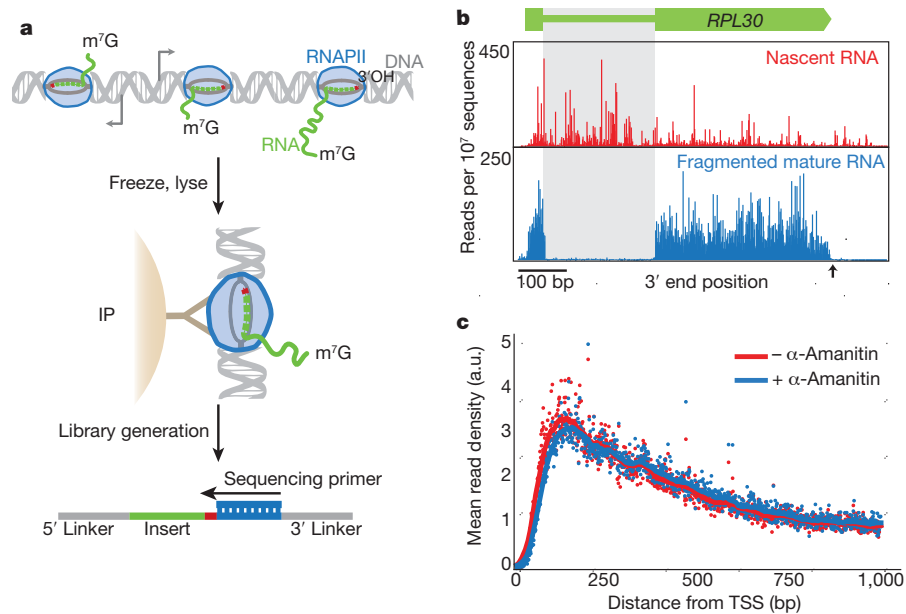 a
m⁷G
RNAPII
DNA
3′OH
m⁷G
RNA
m⁷G
Freeze, lyse
IP
m⁷G
Library generation
Sequencing primer
5′ Linker
Insert
3′ Linker
b
RPL30
Reads per 10⁷ sequences
450
Nascent RNA
250
Fragmented mature RNA
100 bp
3′ end position
c
Mean read density (a.u.)
5
4
3
2
1
0
– α-Amanitin
+ α-Amanitin
0
250
500
750
1,000
Distance from TSS (bp)